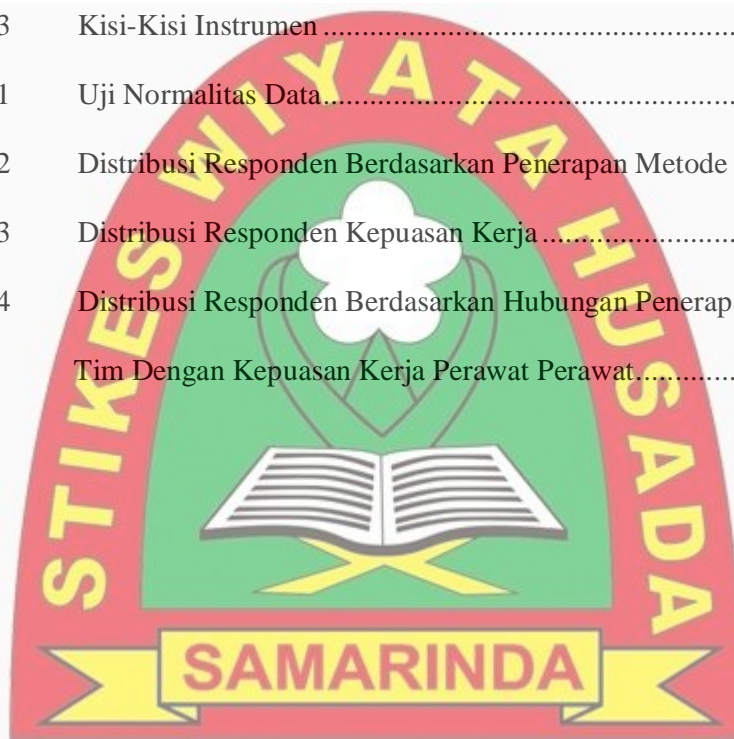 3 Kisi-Kisi Instrumen ..........................................
1 Uji Normalitas Data..........................................
2 Distribusi Responden Berdasarkan Penerapan Metode
3 Distribusi Responden Kepuasan Kerja ....................
4 Distribusi Responden Berdasarkan Hubungan Penerap
Tim Dengan Kepuasan Kerja Perawat Perawat............
STIKES WIYATA HUSADA
SAMARINDA